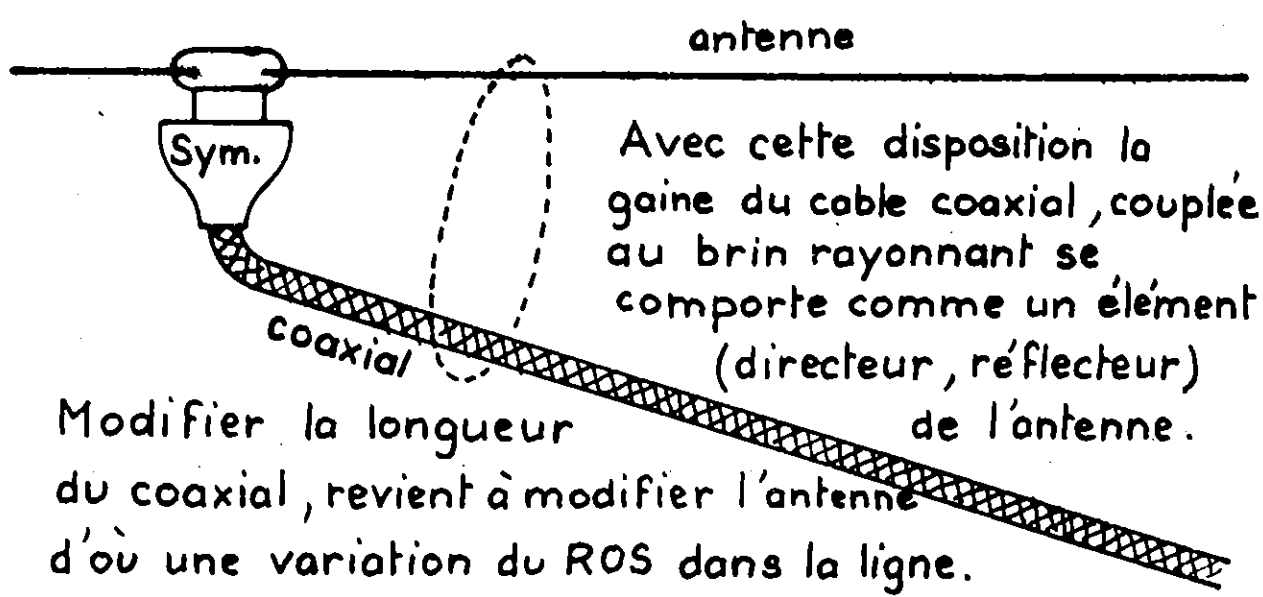 antenne
Sym.
Avec cette disposition la
gaine du cable coaxial, couplée
au brin rayonnant se
comporte comme un élément
(directeur, réflecteur)
de l'antenne.
coaxial
Modifier la longueur
du coaxial, revient à modifier l'antenne
d'où une variation du ROS dans la ligne.